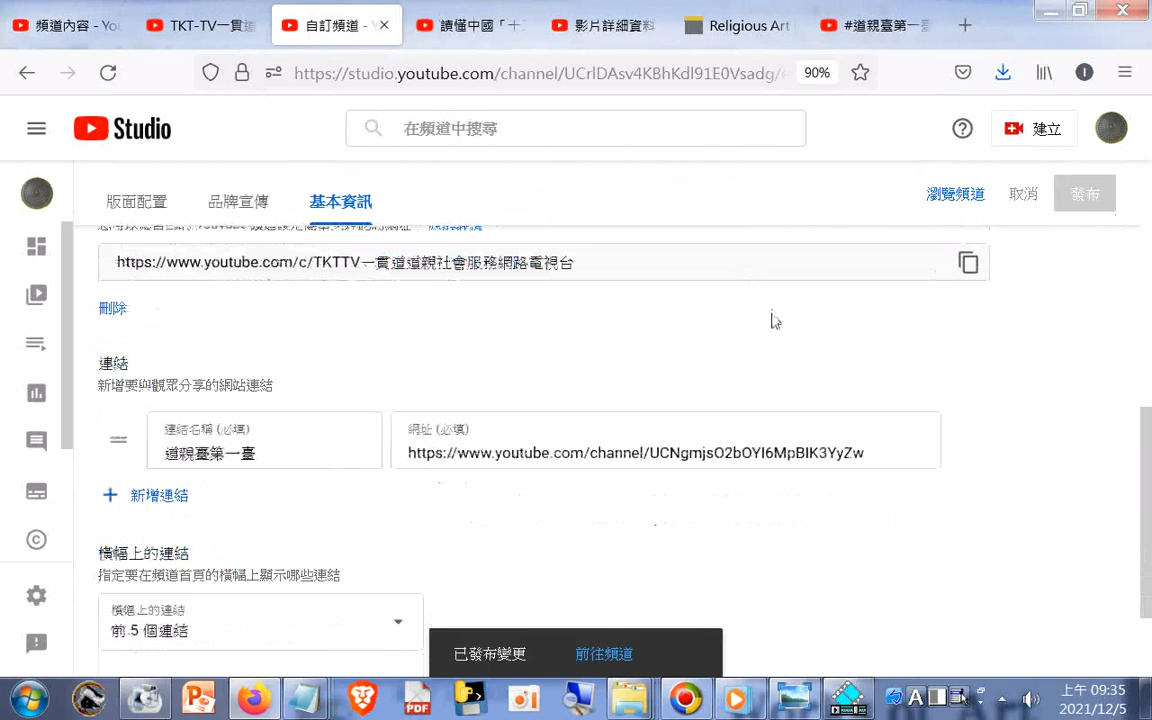 頻道內容 - Yo
TKT-TV一貫道
自訂頻道 - Y
讀懂中國「十二
影片詳細資料
Religious Art
#道親臺第一臺
https://studio.youtube.com/channel/UCrlDAsv4KBhKdl91E0Vsadg/
90%
Studio
在頻道中搜尋
建立
版面配置
品牌宣傳
基本資訊
瀏覽頻道
取消
發布
https://www.youtube.com/c/TKTTV一貫道道親社會服務網路電視台
刪除
連結
新增要與觀眾分享的網站連結
連結名稱 (必填)
道親臺第一臺
網址 (必填)
https://www.youtube.com/channel/UCNgmjsO2bOYI6MpBIK3YyZw
新增連結
橫幅上的連結
指定要在頻道首頁的橫幅上顯示哪些連結
橫幅上的連結
前 5 個連結
已發布變更
前往頻道
上午 09:35
2021/12/5